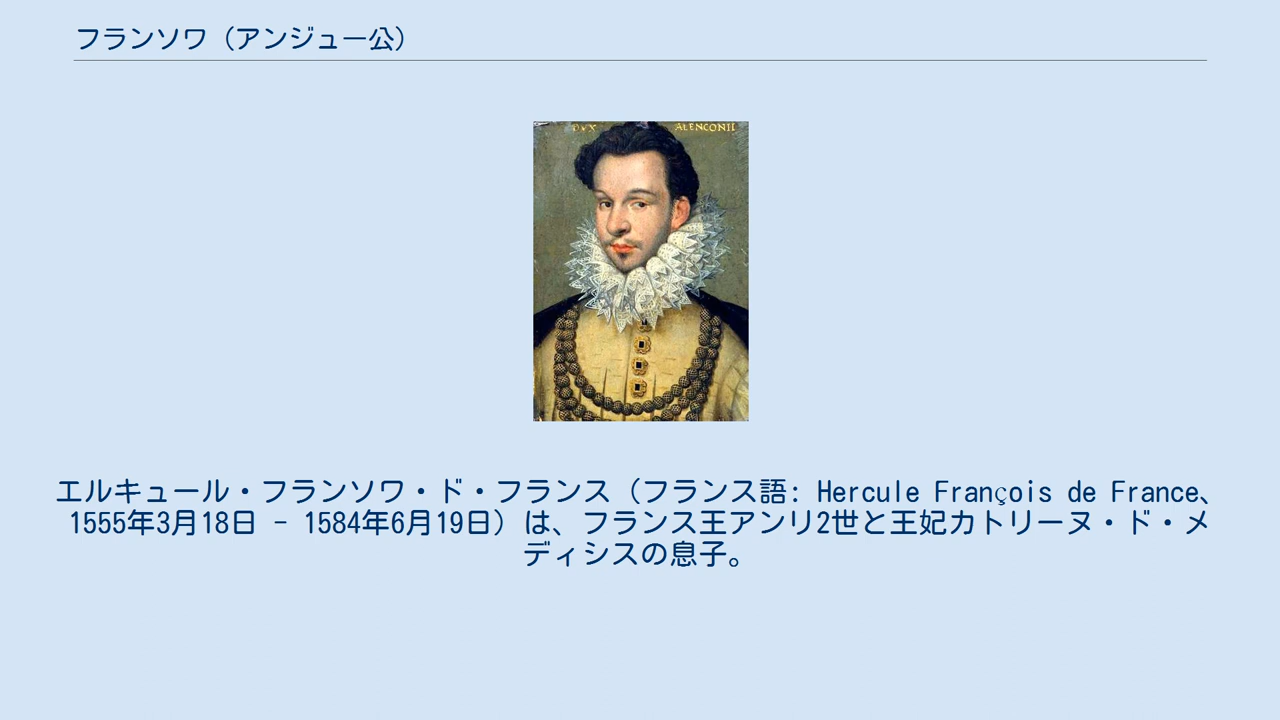 フランソワ（アンジュー公）
DVX ALENCONII
エルキュール・フランソワ・ド・フランス（フランス語: Hercule François de France、
1555年3月18日 - 1584年6月19日）は、フランス王アンリ2世と王妃カトリーヌ・ド・メ
ディシスの息子。